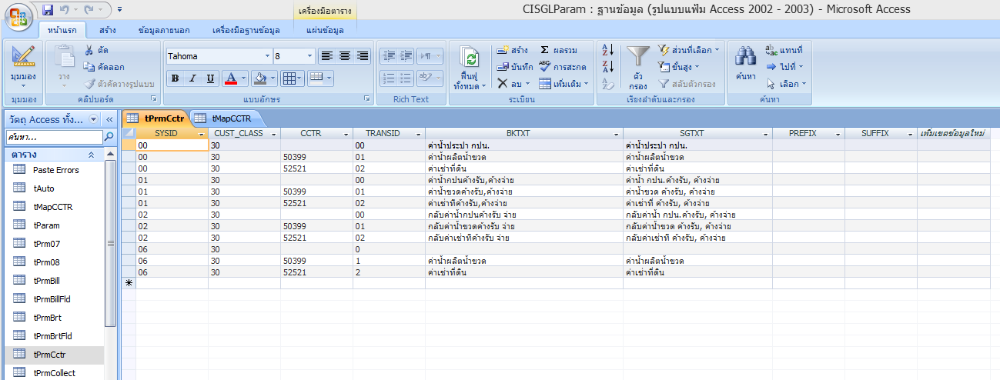 CISGLParam : ฐานข้อมูล (รูปแบบแฟ้ม Access 2002 - 2003) - Microsoft Access
เครื่องมือตาราง
หน้าแรก สร้าง ข้อมูลภายนอก เครื่องมือฐานข้อมูล แผ่นข้อมูล
มุมมอง
มุมมอง
วาง
ตัด
คัดลอก
ตัวคัดวางรูปแบบ
คลิปบอร์ด
Tahoma 8
B I U A
แบบอักษร
Rich Text
ฟื้นฟู
ทั้งหมด
สร้าง Σ ผลรวม
บันทึก การสะกด
ลบ เพิ่มเติม
ระเบียน
ตัว
กรอง
ส่วนที่เลือก
ขั้นสูง
สลับตัวกรอง
เรียงลำดับและกรอง
ค้นหา
แทนที่
ไปที่
เลือก
ค้นหา
วัตถุ Access ทั้ง...
ค้นหา...
ตาราง
Paste Errors
tAuto
tMapCCTR
tParam
tPrm07
tPrm08
tPrmBill
tPrmBillFld
tPrmBrt
tPrmBrtFld
tPrmCctr
tPrmCollect
tPrmCctr tMapCCTR
SYSID CUST_CLASS CCTR TRANSID BKTXT SGTXT PREFIX SUFFIX เพิ่มเขตข้อมูลใหม่
00 30 00 ค่าน้ำประปา กปน. ค่าน้ำประปา กปน.
00 30 50399 01 ค่าน้ำผลิตน้ำขวด ค่าน้ำผลิตน้ำขวด
00 30 52521 02 ค่าเช่าที่ดิน ค่าเช่าที่ดิน
01 30 00 ค่าน้ำกปนค้างรับ,ค้างจ่าย ค่าน้ำ กปน.ค้างรับ, ค้างจ่าย
01 30 50399 01 ค่าน้ำขวดค้างรับ,ค้างจ่าย ค่าน้ำขวด ค้างรับ, ค้างจ่าย
01 30 52521 02 ค่าเช่าที่ค้างรับ,ค้างจ่าย ค่าเช่าที่ ค้างรับ, ค้างจ่าย
02 30 00 กลับค่าน้ำกปนค้างรับ จ่าย กลับค่าน้ำ กปน.ค้างรับ, ค้างจ่าย
02 30 50399 01 กลับค่าน้ำขวดค้างรับ จ่าย กลับค่าน้ำขวด ค้างรับ, ค้างจ่าย
02 30 52521 02 กลับค่าเช่าที่ค้างรับ จ่าย กลับค่าเช่าที่ ค้างรับ, ค้างจ่าย
06 30 0
06 30 50399 1 ค่าน้ำผลิตน้ำขวด ค่าน้ำผลิตน้ำขวด
06 30 52521 2 ค่าเช่าที่ดิน ค่าเช่าที่ดิน